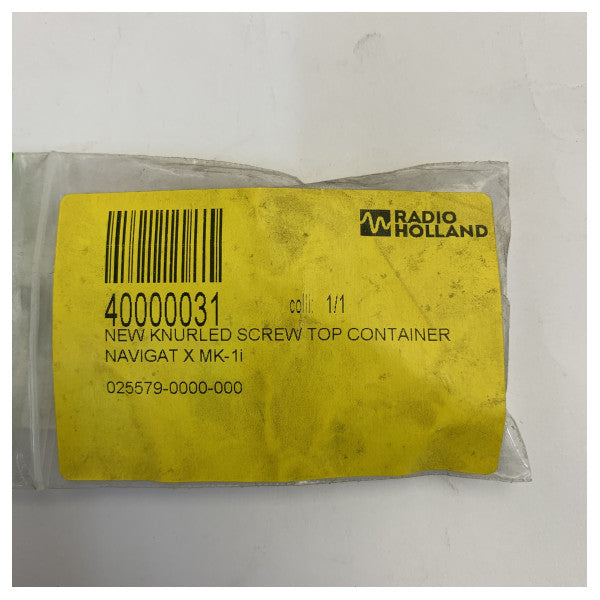 RADIO
HOLLAND
40000031 colli: 1/1
NEW KNURLED SCREW TOP CONTAINER
NAVIGAT X MK-1i
025579-0000-000